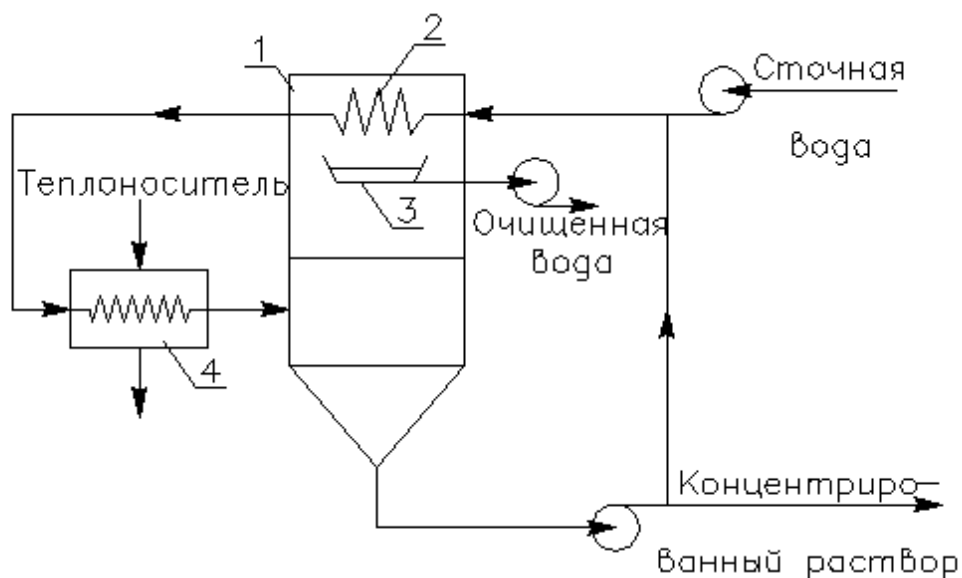 1
2
Сточная
вода
Теплоноситель
3
Очищенная
вода
4
Концентриро-
ванный раствор